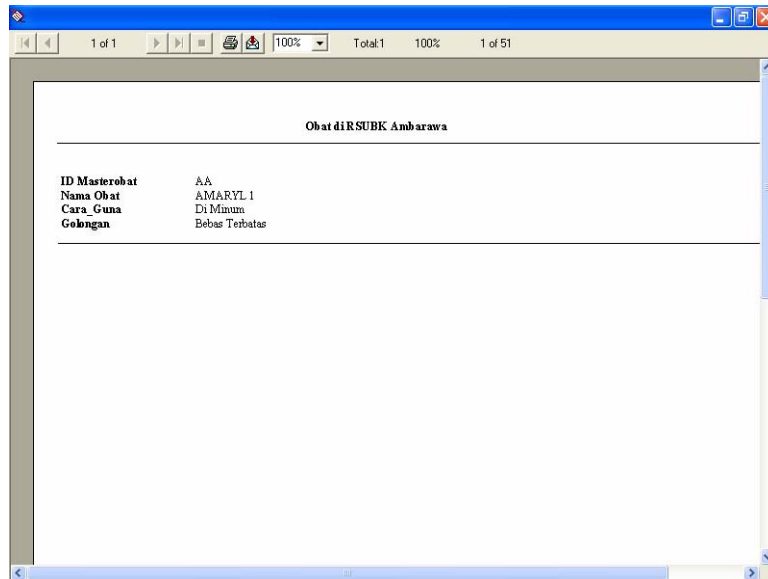 1 of 1 100% Total:1 100% 1 of 51
Obat di RSUBK Ambarawa
ID Masterobat AA
Nama Obat AMARYL 1
Cara_Guna Di Minum
Golongan Bebas Terbatas